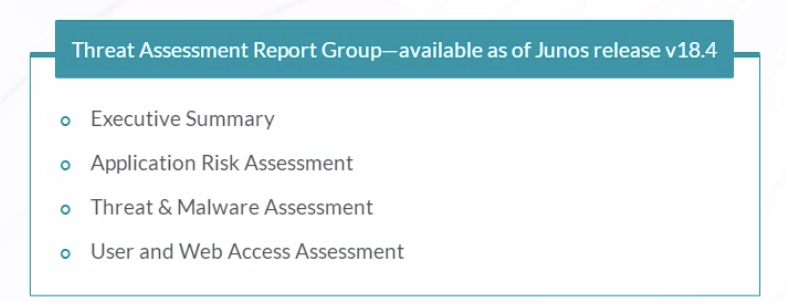 Threat Assessment Report Group—available as of Junos release v18.4
Executive Summary
Application Risk Assessment
Threat & Malware Assessment
User and Web Access Assessment